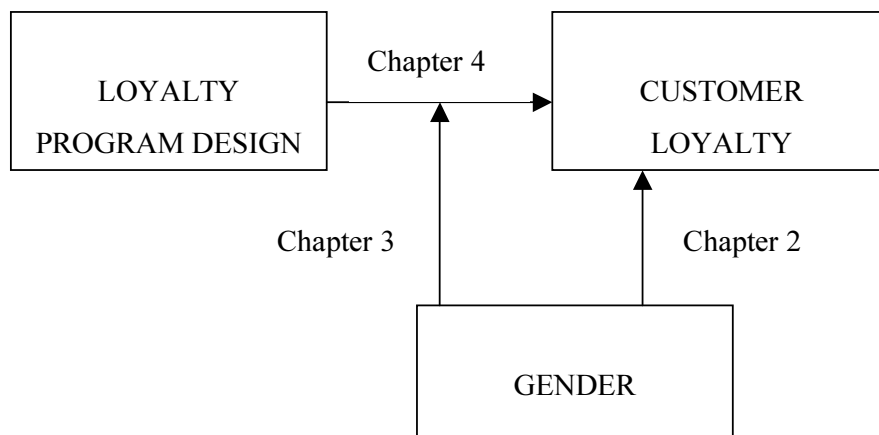 Chapter 4
LOYALTY
PROGRAM DESIGN
CUSTOMER
LOYALTY
Chapter 3
Chapter 2
GENDER